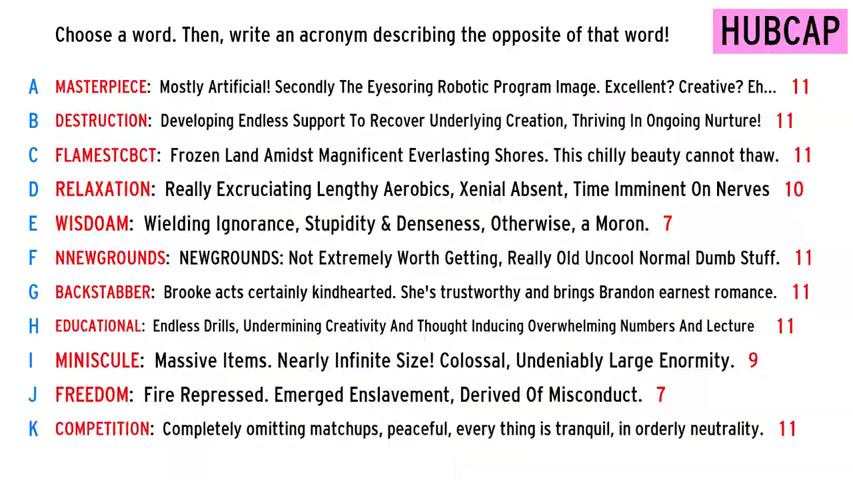 Choose a word. Then, write an acronym describing the opposite of that word!
HUBCAP
A MASTERPIECE: Mostly Artificial! Secondly The Eyesoring Robotic Program Image. Excellent? Creative? Eh... 11
B DESTRUCTION: Developing Endless Support To Recover Underlying Creation, Thriving In Ongoing Nurture! 11
C FLAMESTCBCT: Frozen Land Amidst Magnificent Everlasting Shores. This chilly beauty cannot thaw. 11
D RELAXATION: Really Excruciating Lengthy Aerobics, Xenial Absent, Time Imminent On Nerves 10
E WISDOAM: Wielding Ignorance, Stupidity & Denseness, Otherwise, a Moron. 7
F NNEWGROUNDS: NEWGROUNDS: Not Extremely Worth Getting, Really Old Uncool Normal Dumb Stuff. 11
G BACKSTABBER: Brooke acts certainly kindhearted. She's trustworthy and brings Brandon earnest romance. 11
H EDUCATIONAL: Endless Drills, Undermining Creativity And Thought Inducing Overwhelming Numbers And Lecture 11
I MINISCULE: Massive Items. Nearly Infinite Size! Colossal, Undeniably Large Enormity. 9
J FREEDOM: Fire Repressed. Emerged Enslavement, Derived Of Misconduct. 7
K COMPETITION: Completely omitting matchups, peaceful, every thing is tranquil, in orderly neutrality. 11